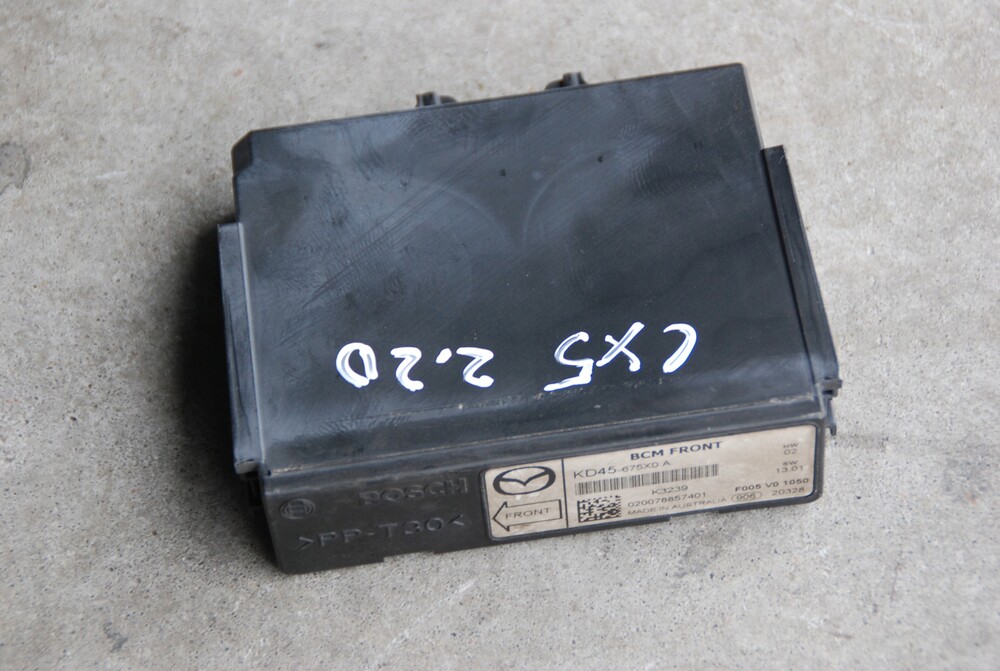 CX5 2.2D
BOSCH
>PP-T30<
BCM FRONT
HW
02
KD45-675X0 A
SW
13.01
K3239
F005 V0 1050
FRONT
020078857401
MADE IN AUSTRALIA 906 20328